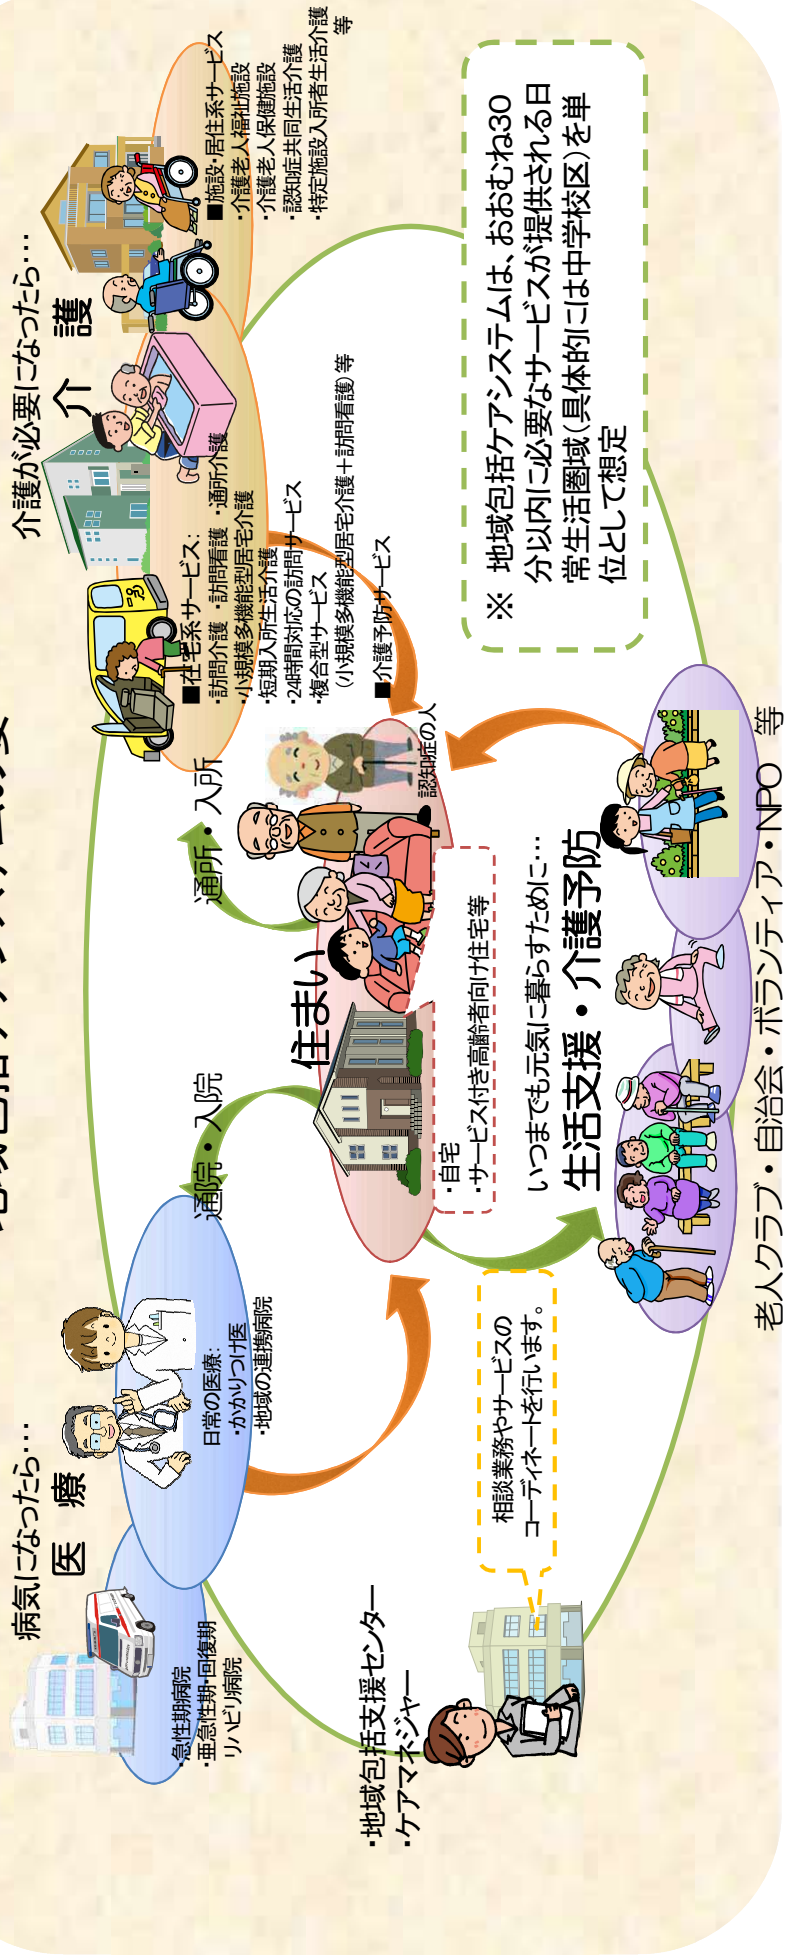 病気になったら…
医 療
・急性期病院
・亜急性期・回復期
リハビリ病院
日常の医療：
・かかりつけ医
・地域の連携病院
通院・入院
通所・入所
介護が必要になったら…
介 護
■在宅系サービス：
・訪問介護 ・訪問看護 ・通所介護
・小規模多機能型居宅介護
・短期入所生活介護
・24時間対応の訪問サービス
・複合型サービス
（小規模多機能型居宅介護＋訪問看護）等
■介護予防サービス
■施設・居住系サービス
・介護老人福祉施設
・介護老人保健施設
・認知症共同生活介護
・特定施設入所者生活介護
等
住まい
認知症の人
・自宅
・サービス付き高齢者向け住宅等
・地域包括支援センター
・ケアマネジャー
相談業務やサービスの
コーディネートを行います。
いつまでも元気に暮らすために…
生活支援・介護予防
老人クラブ・自治会・ボランティア・NPO 等
※ 地域包括ケアシステムは、おおむね30
分以内に必要なサービスが提供される日
常生活圏域（具体的には中学校区）を単
位として想定